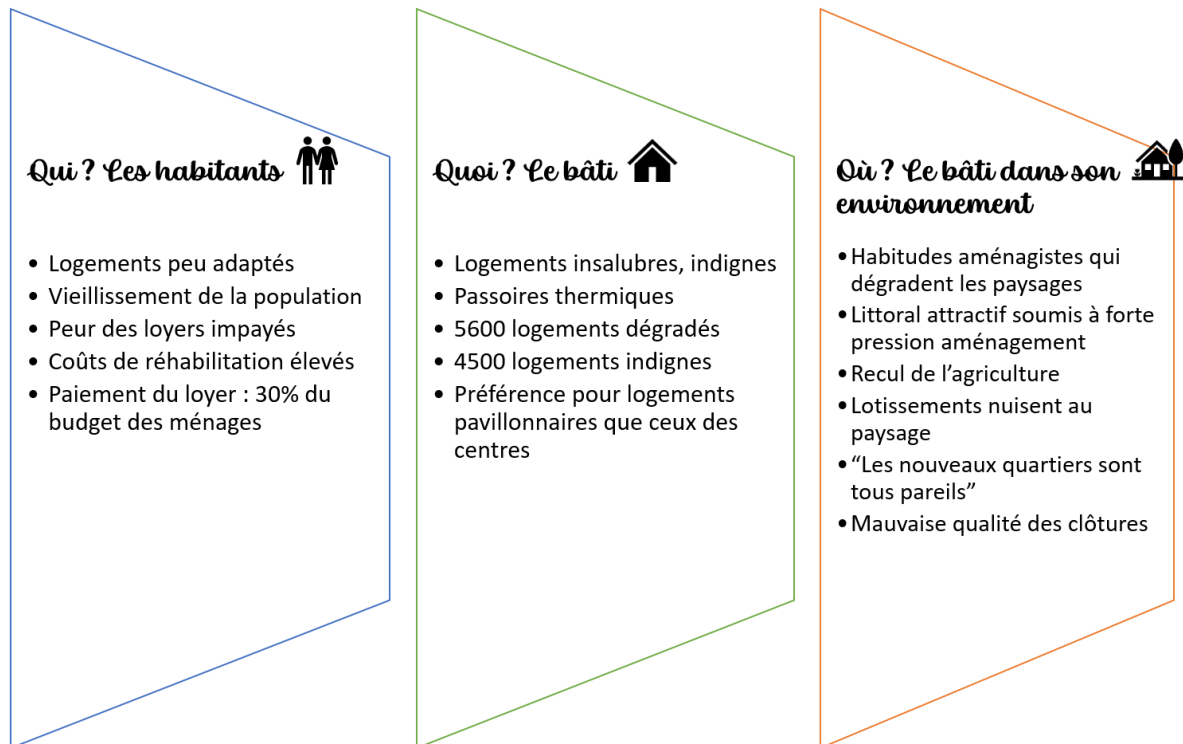 Qui ? Les habitants
• Logements peu adaptés
• Vieillissement de la population
• Peur des loyers impayés
• Coûts de réhabilitation élevés
• Paiement du loyer : 30% du
budget des ménages
Quoi ? Le bâti
• Logements insalubres, indignes
• Passoires thermiques
• 5600 logements dégradés
• 4500 logements indignes
• Préférence pour logements
pavillonnaires que ceux des
centres
Où ? Le bâti dans son
environnement
• Habitudes aménagistes qui
dégradent les paysages
• Littoral attractif soumis à forte
pression aménagement
• Recul de l’agriculture
• Lotissements nuisent au
paysage
• “Les nouveaux quartiers sont
tous pareils”
• Mauvaise qualité des clôtures